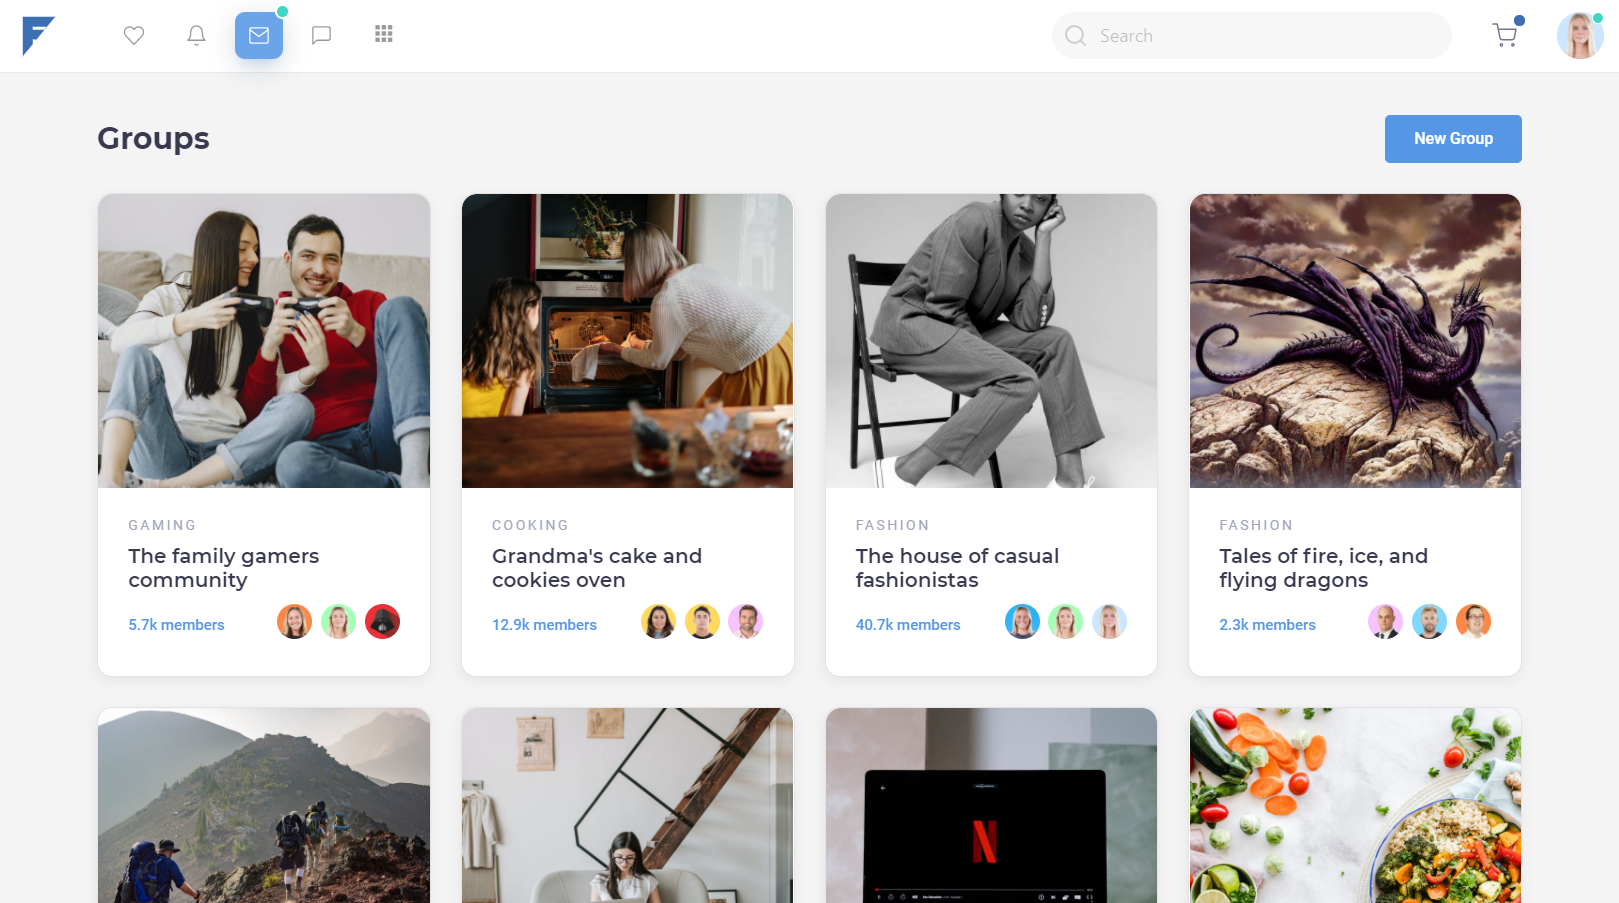 Search
Groups
New Group
GAMING
The family gamers
community
5.7k members
COOKING
Grandma's cake and
cookies oven
12.9k members
FASHION
The house of casual
fashionistas
40.7k members
FASHION
Tales of fire, ice, and
flying dragons
2.3k members
N